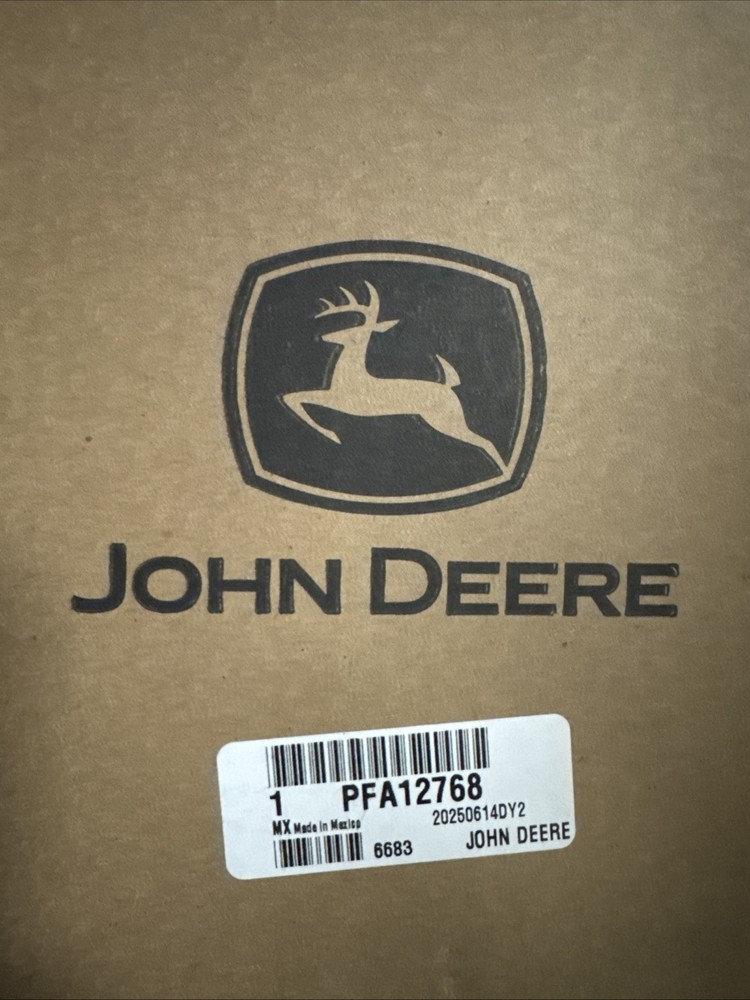 JOHN DEERE
1 PFA12768
20250614DY2
MX Made in Mexico
6683 JOHN DEERE